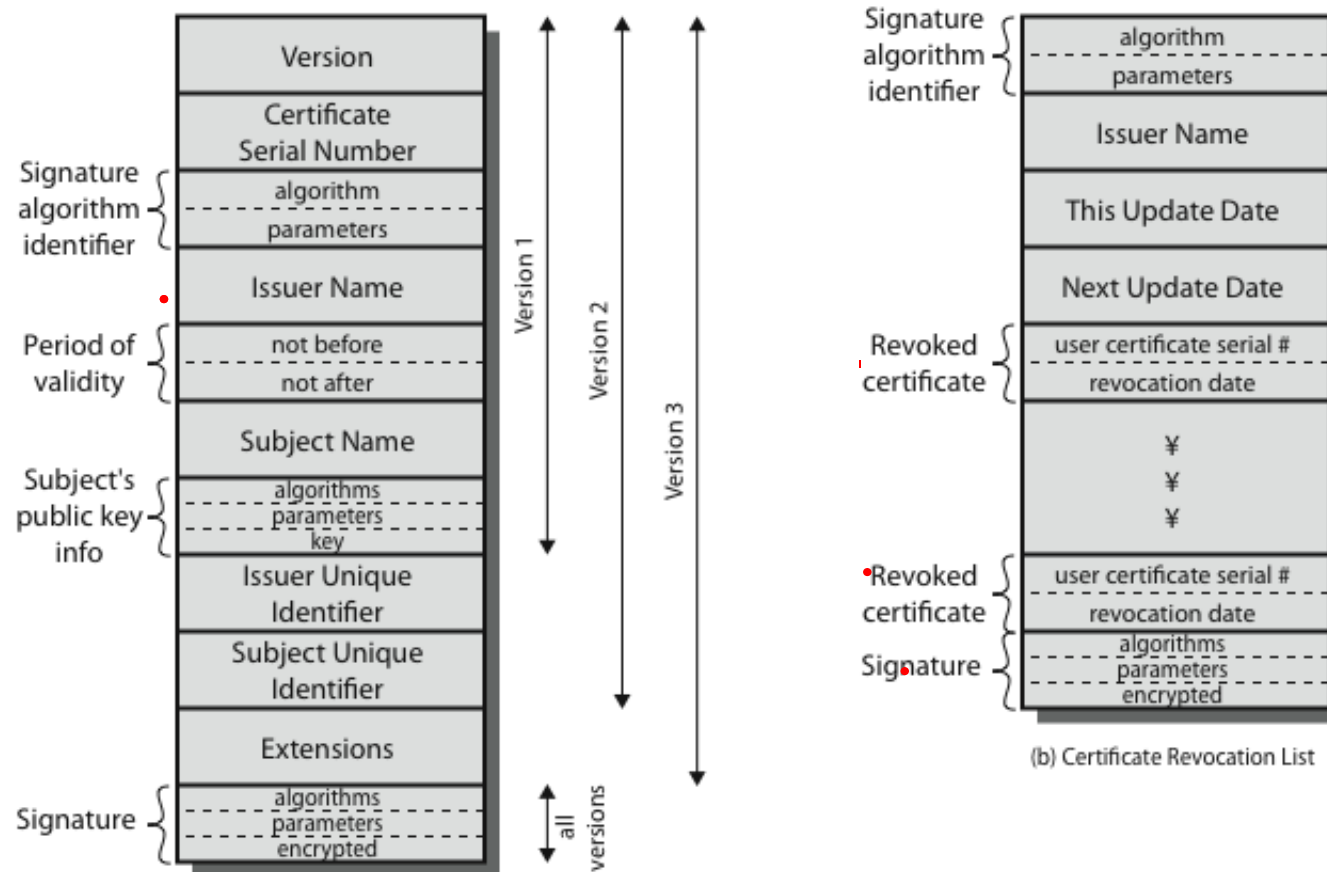 Version
Certificate
Serial Number
Signature
algorithm
identifier
algorithm
parameters
Issuer Name
Period of
validity
not before
not after
Subject Name
Subject's
public key
info
algorithms
parameters
key
Issuer Unique
Identifier
Subject Unique
Identifier
Extensions
Signature
algorithms
parameters
encrypted
Version 1
Version 2
Version 3
all
versions
Signature
algorithm
identifier
algorithm
parameters
Issuer Name
This Update Date
Next Update Date
Revoked
certificate
user certificate serial #
revocation date
¥
¥
¥
Revoked
certificate
user certificate serial #
revocation date
Signature
algorithms
parameters
encrypted
(b) Certificate Revocation List